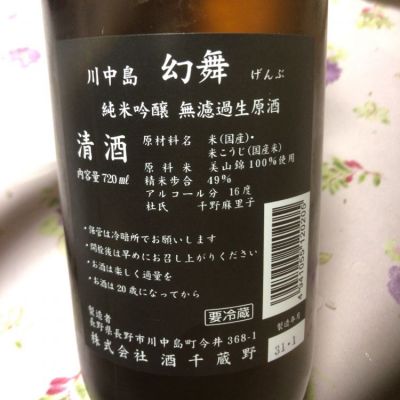 川中島 幻舞 げんぶ
純米吟醸 無濾過生原酒
清酒
内容量720ml
原材料名 米(国産)・
米こうじ(国産米)
原料米 美山錦100%使用
精米歩合 49%
アルコール分 16度
杜氏 千野麻里子
・保管は冷暗所でお願いします
・開栓後は早めにお召し上がりください
・お酒は楽しく適量を
・お酒は20歳になってから
要冷蔵
製造年月
31.1
製造者
長野県長野市川中島町今井368-1
株式会社 酒千蔵野